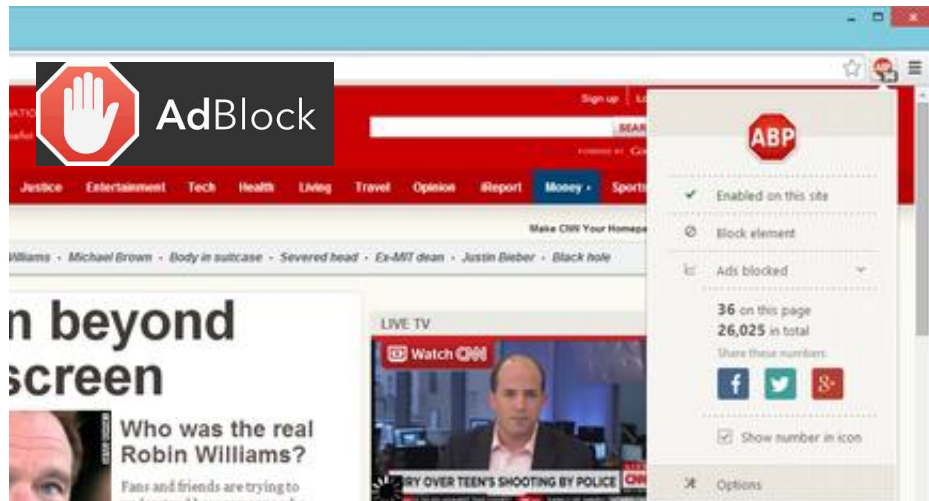 AdBlock
Sign up
ABP
Justice Entertainment Tech Health Living Travel Opinion iReport Money Sports
Enabled on this site
Make CNN Your
Block element
Michael Brown - Body in suitcase - Severed head - Ex-MIT dean - Justin Bieber - Black hole
Ads blocked
n beyond
screen
36 on this page
26,025 in total
Share these numbers
LIVE TV
Watch CNN
f
8+
Who was the real
Robin Williams?
Show number in icon
Fans and friends are trying to
RY OVER TEEN'S SHOOTING BY POLICE
Options